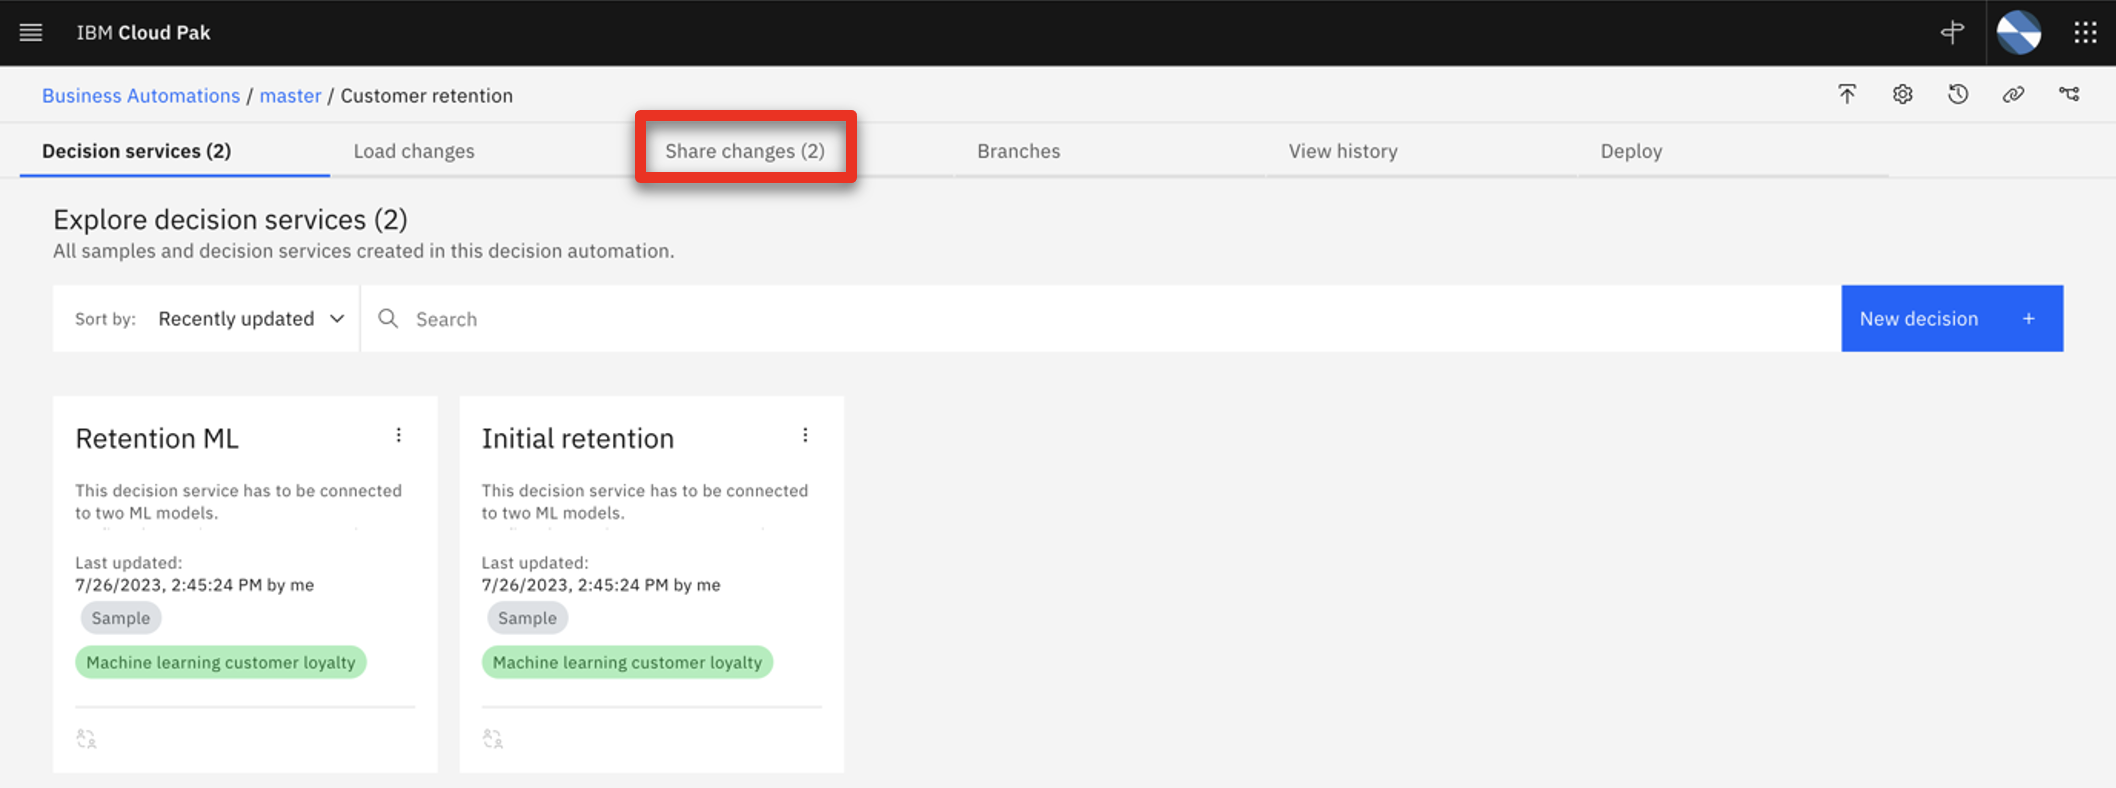 IBM Cloud Pak
Business Automations / master / Customer retention
Decision services (2)
Load changes
Share changes (2)
Branches
View history
Deploy
Explore decision services (2)
All samples and decision services created in this decision automation.
Sort by: Recently updated
Search
New decision +
Retention ML
This decision service has to be connected
to two ML models.
Last updated:
7/26/2023, 2:45:24 PM by me
Sample
Machine learning customer loyalty
Initial retention
This decision service has to be connected
to two ML models.
Last updated:
7/26/2023, 2:45:24 PM by me
Sample
Machine learning customer loyalty